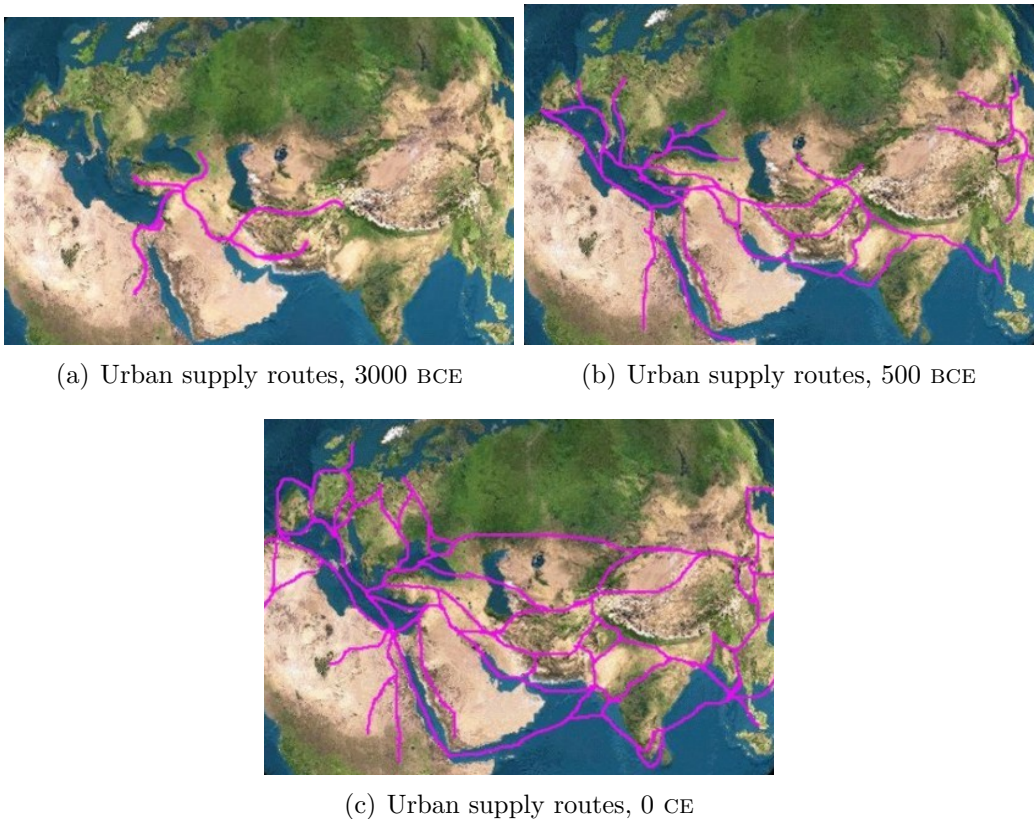 (a) Urban supply routes, 3000 BCE
(b) Urban supply routes, 500 BCE
(c) Urban supply routes, 0 CE